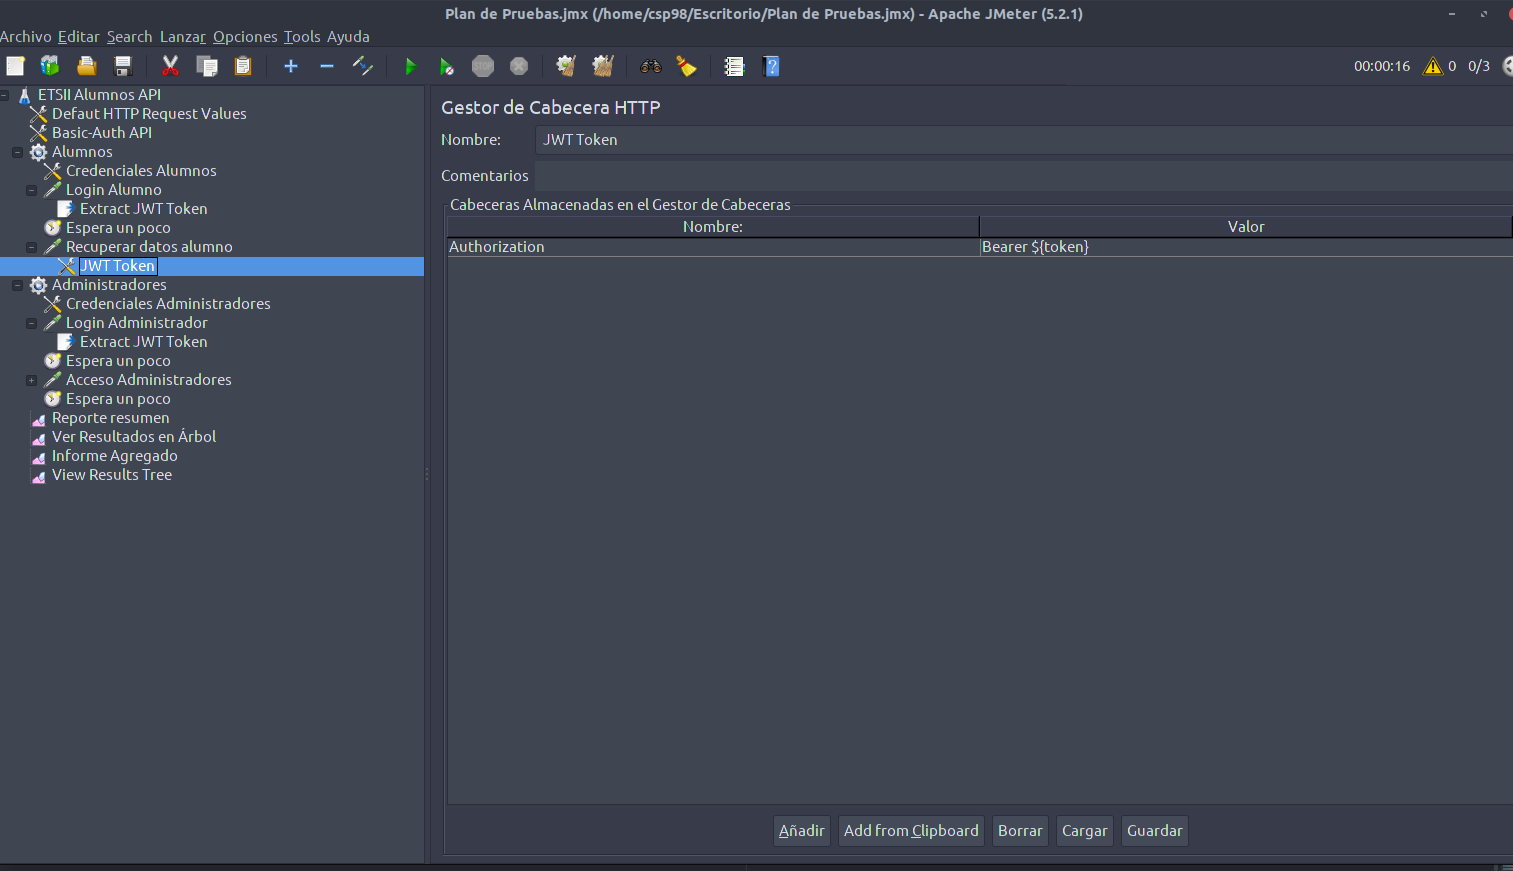 Plan de Pruebas.jmx (/home/csp98/Escritorio/Plan de Pruebas.jmx) - Apache JMeter (5.2.1)
Archivo Editar Search Lanzar Opciones Tools Ayuda
STOP
00:00:16 0 0/3
ETSII Alumnos API
Defaut HTTP Request Values
Basic-Auth API
Alumnos
Credenciales Alumnos
Login Alumno
Extract JWT Token
Espera un poco
Recuperar datos alumno
JWT Token
Administradores
Credenciales Administradores
Login Administrador
Extract JWT Token
Espera un poco
Acceso Administradores
Espera un poco
Reporte resumen
Ver Resultados en Árbol
Informe Agregado
View Results Tree
Gestor de Cabecera HTTP
Nombre: JWT Token
Comentarios
Cabeceras Almacenadas en el Gestor de Cabeceras
Nombre: Valor
Authorization Bearer ${token}
Añadir Add from Clipboard Borrar Cargar Guardar